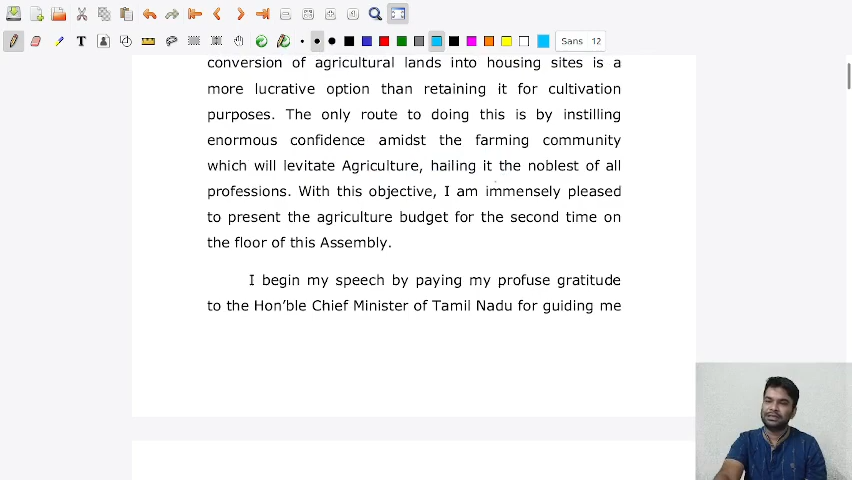 Sans 12
conversion of agricultural lands into housing sites is a
more lucrative option than retaining it for cultivation
purposes. The only route to doing this is by instilling
enormous confidence amidst the farming community
which will levitate Agriculture, hailing it the noblest of all
professions. With this objective, I am immensely pleased
to present the agriculture budget for the second time on
the floor of this Assembly.
I begin my speech by paying my profuse gratitude
to the Hon’ble Chief Minister of Tamil Nadu for guiding me